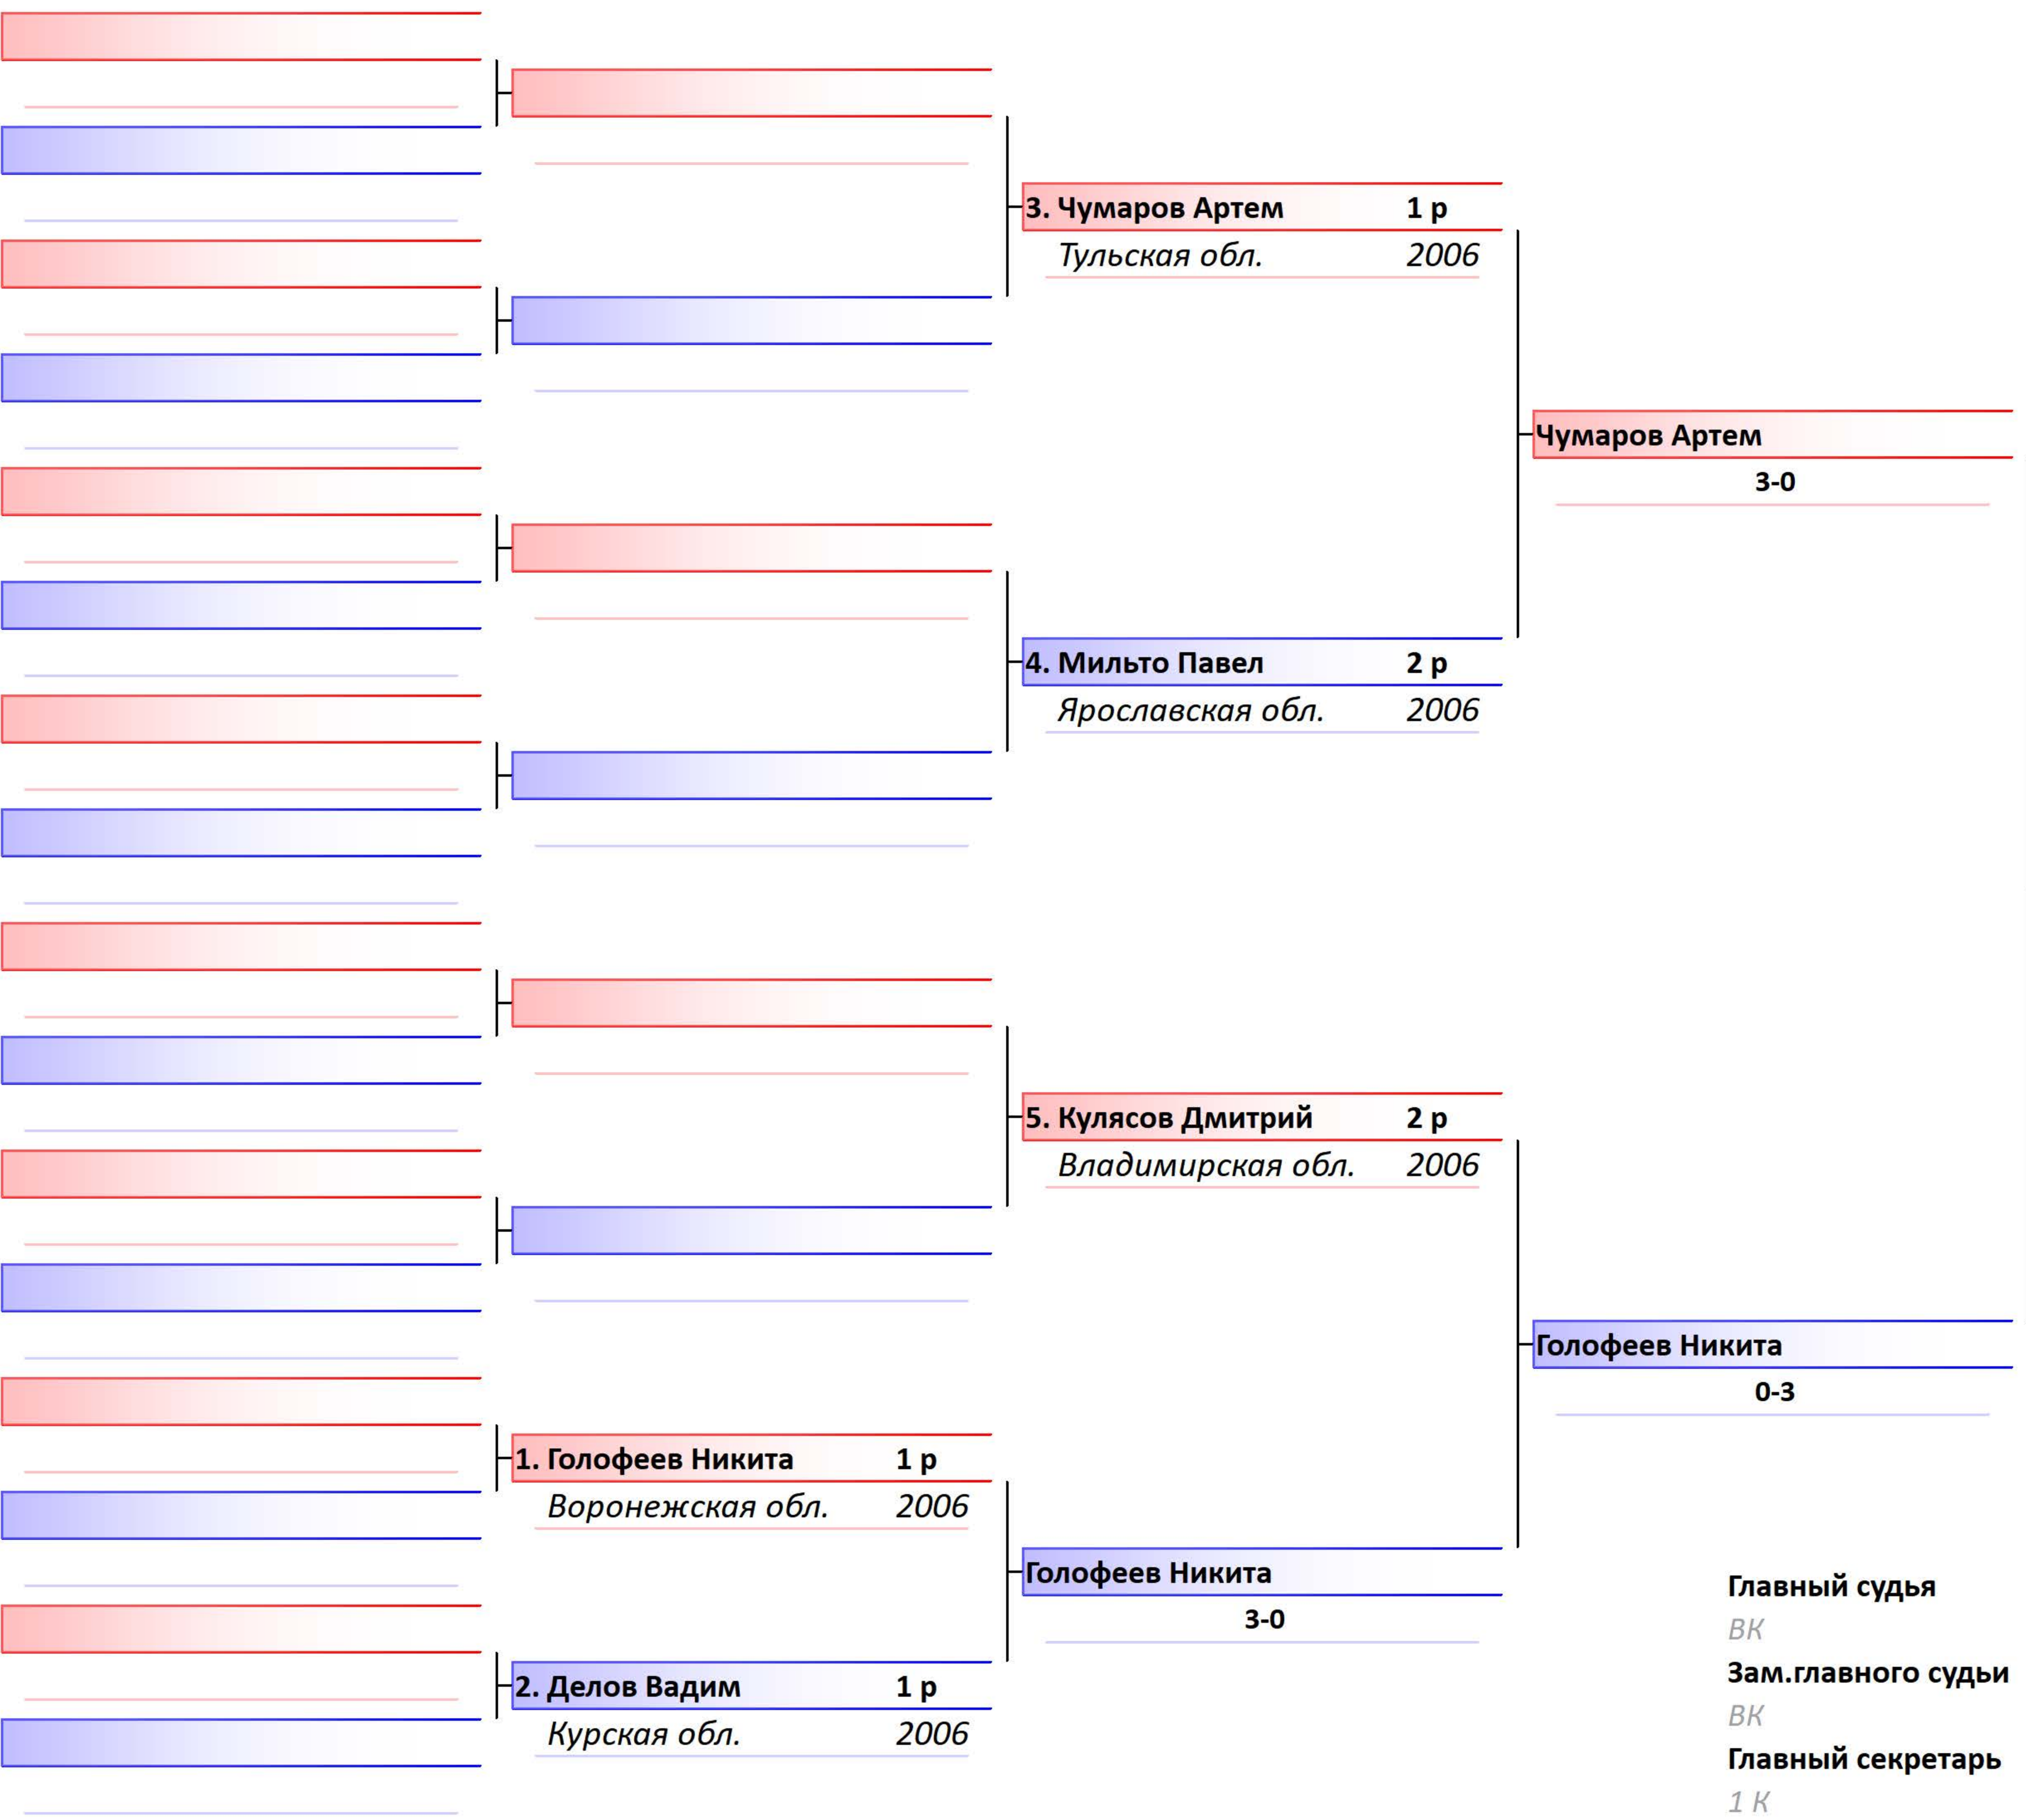 3. Чумаров Артем 1 р
Тульская обл. 2006
Чумаров Артем
3-0
4. Мильто Павел 2 р
Ярославская обл. 2006
5. Кулясов Дмитрий 2 р
Владимирская обл. 2006
Голофеев Никита
0-3
1. Голофеев Никита 1 р
Воронежская обл. 2006
Голофеев Никита
3-0
2. Делов Вадим 1 р
Курская обл. 2006
Главный судья
ВК
Зам.главного судьи
ВК
Главный секретарь
1 К